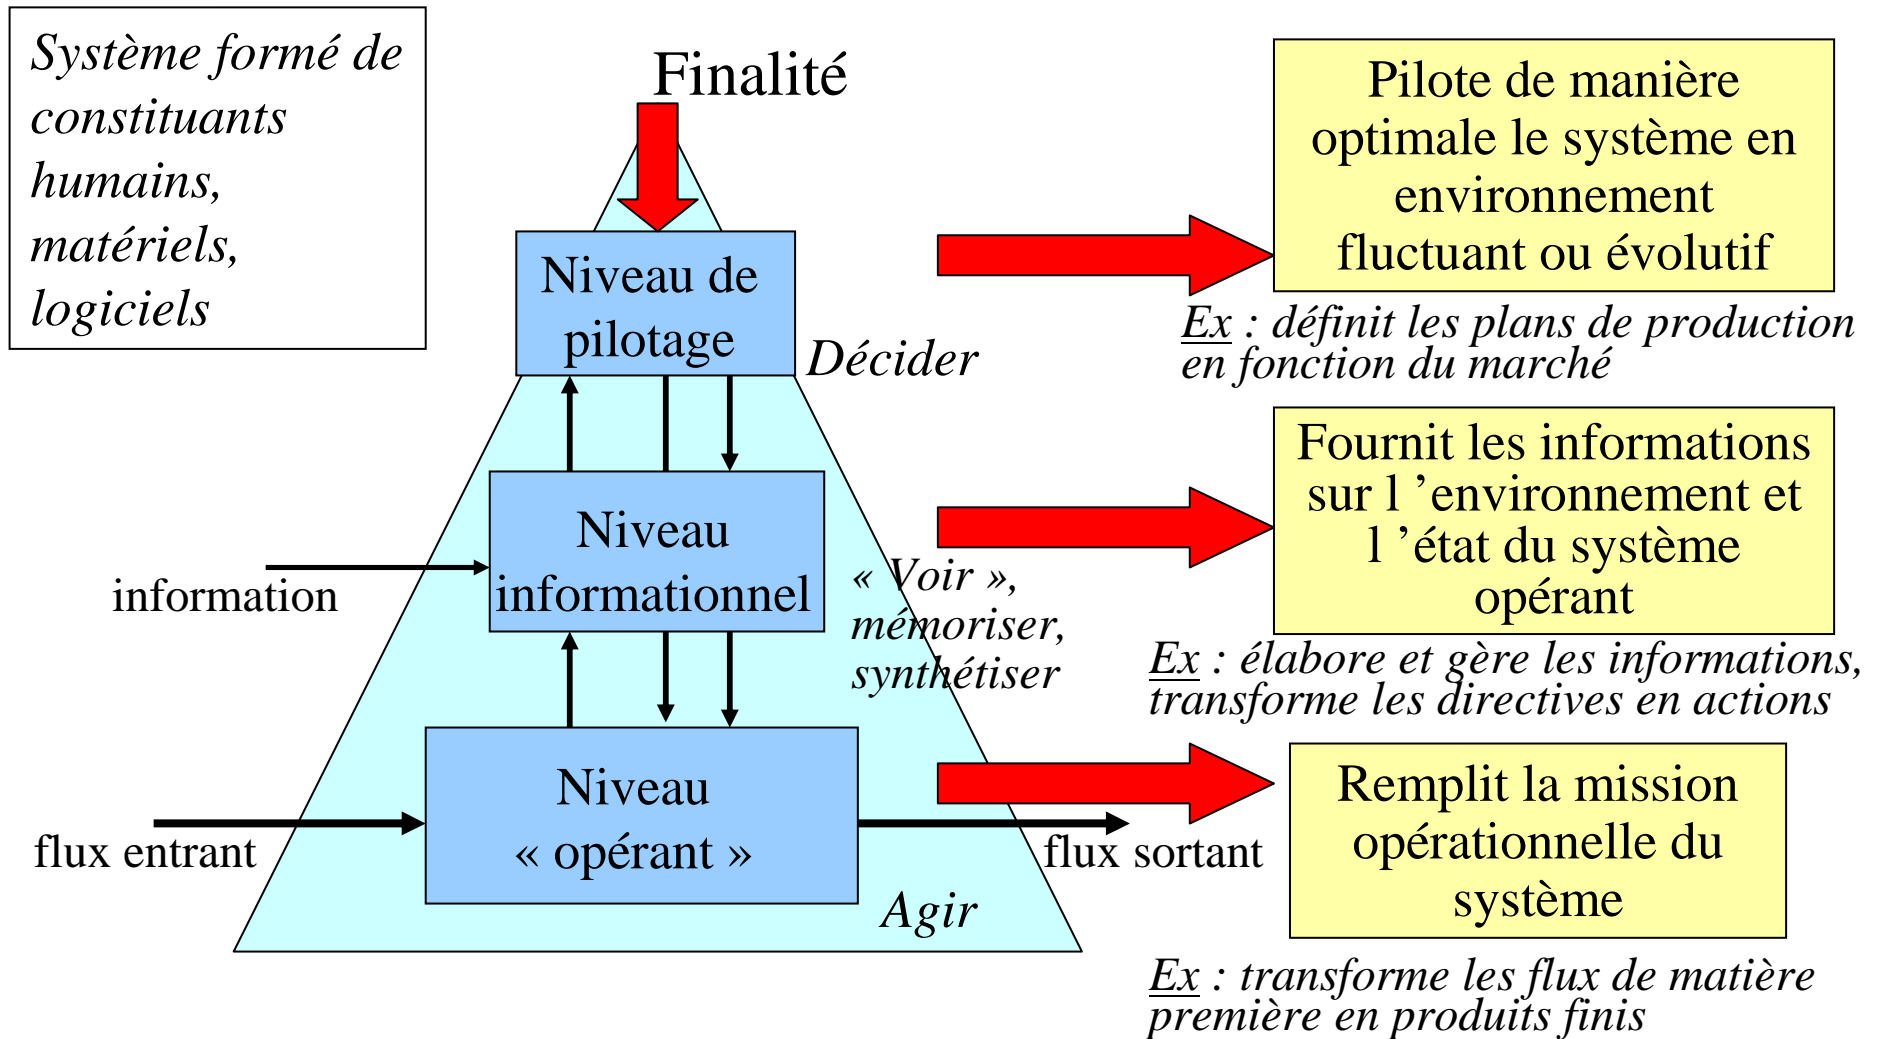 Système formé de
constituants
humains,
matériels,
logiciels
Finalité
Niveau de
pilotage
Décider
Pilote de manière
optimale le système en
environnement
fluctuant ou évolutif
Ex : définit les plans de production
en fonction du marché
information
Niveau
informationnel
« Voir »,
mémoriser,
synthétiser
Fournit les informations
sur l ’environnement et
l ’état du système
opérant
Ex : élabore et gère les informations,
transforme les directives en actions
flux entrant
Niveau
« opérant »
flux sortant
Agir
Remplit la mission
opérationnelle du
système
Ex : transforme les flux de matière
première en produits finis